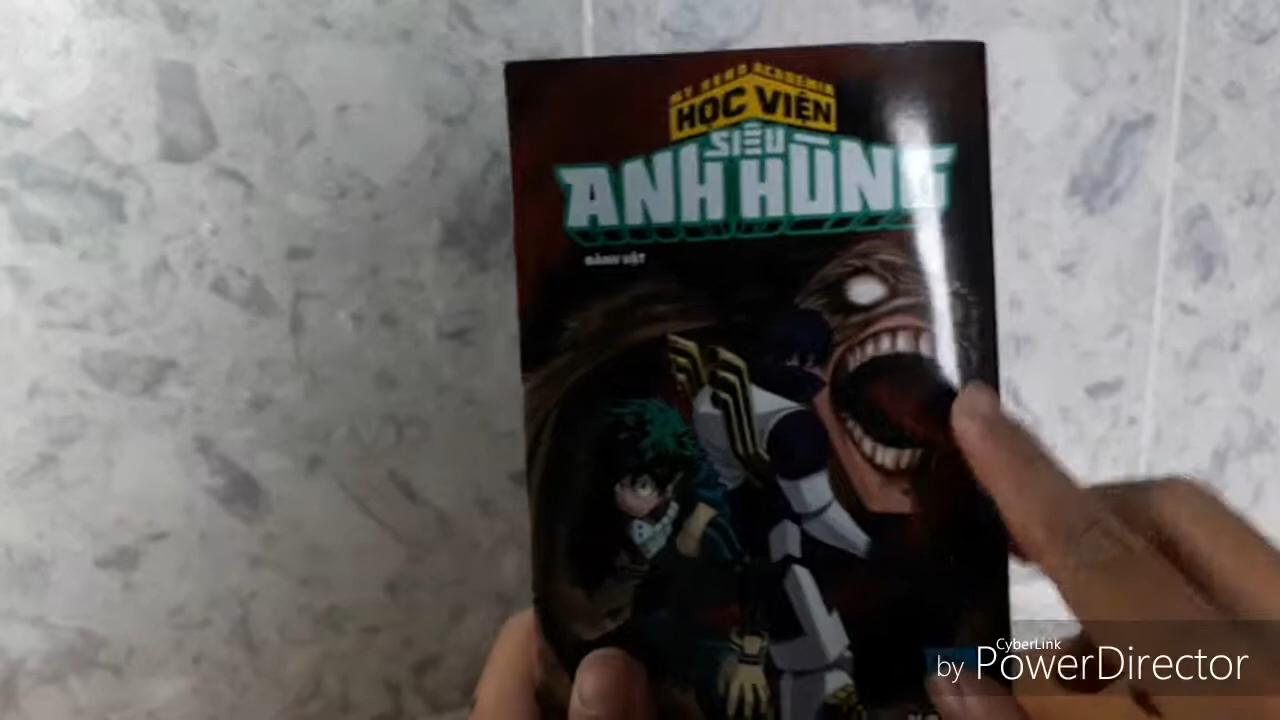 MY HERO ACADEMIA
HỌC VIỆN
SIÊU
ANH HÙNG
CyberLink
by PowerDirector